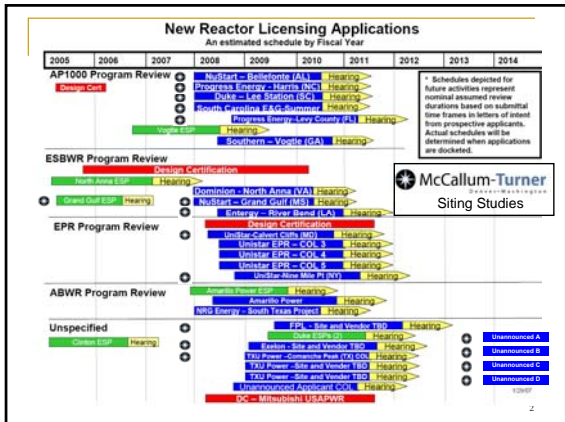 New Reactor Licensing Applications
An estimated schedule by Fiscal Year
2005 2006 2007 2008 2009 2010 2011 2012 2013 2014
AP1000 Program Review
NuStart – Bellefonte (AL) Hearing
Design Cert
Progress Energy - Harris (NC) Hearing
Duke – Lee Station (SC) Hearing
South Carolina E&G-Summer Hearing
Progress Energy-Levy County (FL) Hearing
Vogtle ESP Hearing
Southern – Vogtle (GA) Hearing
* Schedules depicted for
future activities represent
nominal assumed review
durations based on submittal
time frames in letters of intent
from prospective applicants.
Actual schedules will be
determined when applications
are docketed.
ESBWR Program Review
Design Certification
North Anna ESP Hearing
Dominion - North Anna (VA) Hearing
Grand Gulf ESP Hearing
NuStart – Grand Gulf (MS) Hearing
Entergy – River Bend (LA) Hearing
McCallum-Turner
Denver-Washington
Siting Studies
EPR Program Review
Design Certification
UniStar-Calvert Cliffs (MD) Hearing
Unistar EPR – COL 3 Hearing
Unistar EPR – COL 4 Hearing
Unistar EPR – COL 5 Hearing
UniStar-Nine Mile Pt (NY) Hearing
ABWR Program Review
Amarillo Power ESP Hearing
Amarillo Power Hearing
NRG Energy – South Texas Project Hearing
Unspecified
FPL - Site and Vendor TBD Hearing
Duke ESPs (2) Hearing
Unannounced A
Clinton ESP Hearing
Exelon - Site and Vendor TBD Hearing
Unannounced B
TXU Power –Comanche Peak (TX) COL Hearing
TXU Power –Site and Vender TBD Hearing
Unannounced C
TXU Power –Site and Vender TBD Hearing
Unannounced D
Unannounced Applicant COL Hearing
DC – Mitsubishi USAPWR
2